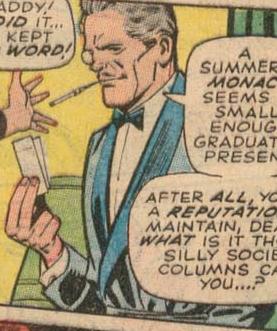 ADDY!
DID IT...
KEPT
WORD!
A
SUMMER
MONAC
SEEMS
SMALL
ENOUG
GRADUAT
PRESEN
AFTER ALL, YO
A REPUTATIO
MAINTAIN, DEA
WHAT IS IT TH
SILLY SOCIE
COLUMNS CA
YOU....?